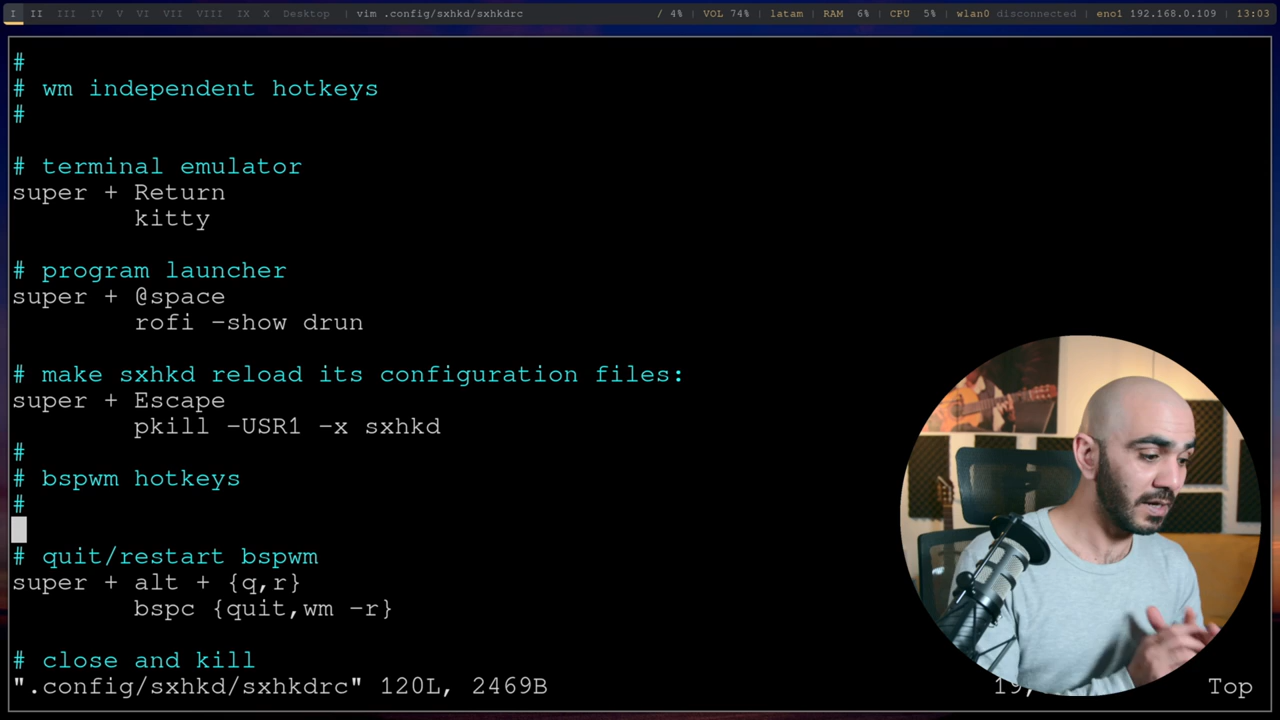 I II III IV V VI VII VIII IX X Desktop | vim .config/sxhkd/sxhkdrc / 4% | VOL 74% | latam | RAM 6% | CPU 5% | wlan0 disconnected | eno1 192.168.0.109 | 13:03
#
# wm independent hotkeys
#
# terminal emulator
super + Return
kitty
# program launcher
super + @space
rofi -show drun
# make sxhkd reload its configuration files:
super + Escape
pkill -USR1 -x sxhkd
#
# bspwm hotkeys
#
# quit/restart bspwm
super + alt + {q,r}
bspc {quit,wm -r}
# close and kill
".config/sxhkd/sxhkdrc" 120L, 2469B 19, Top